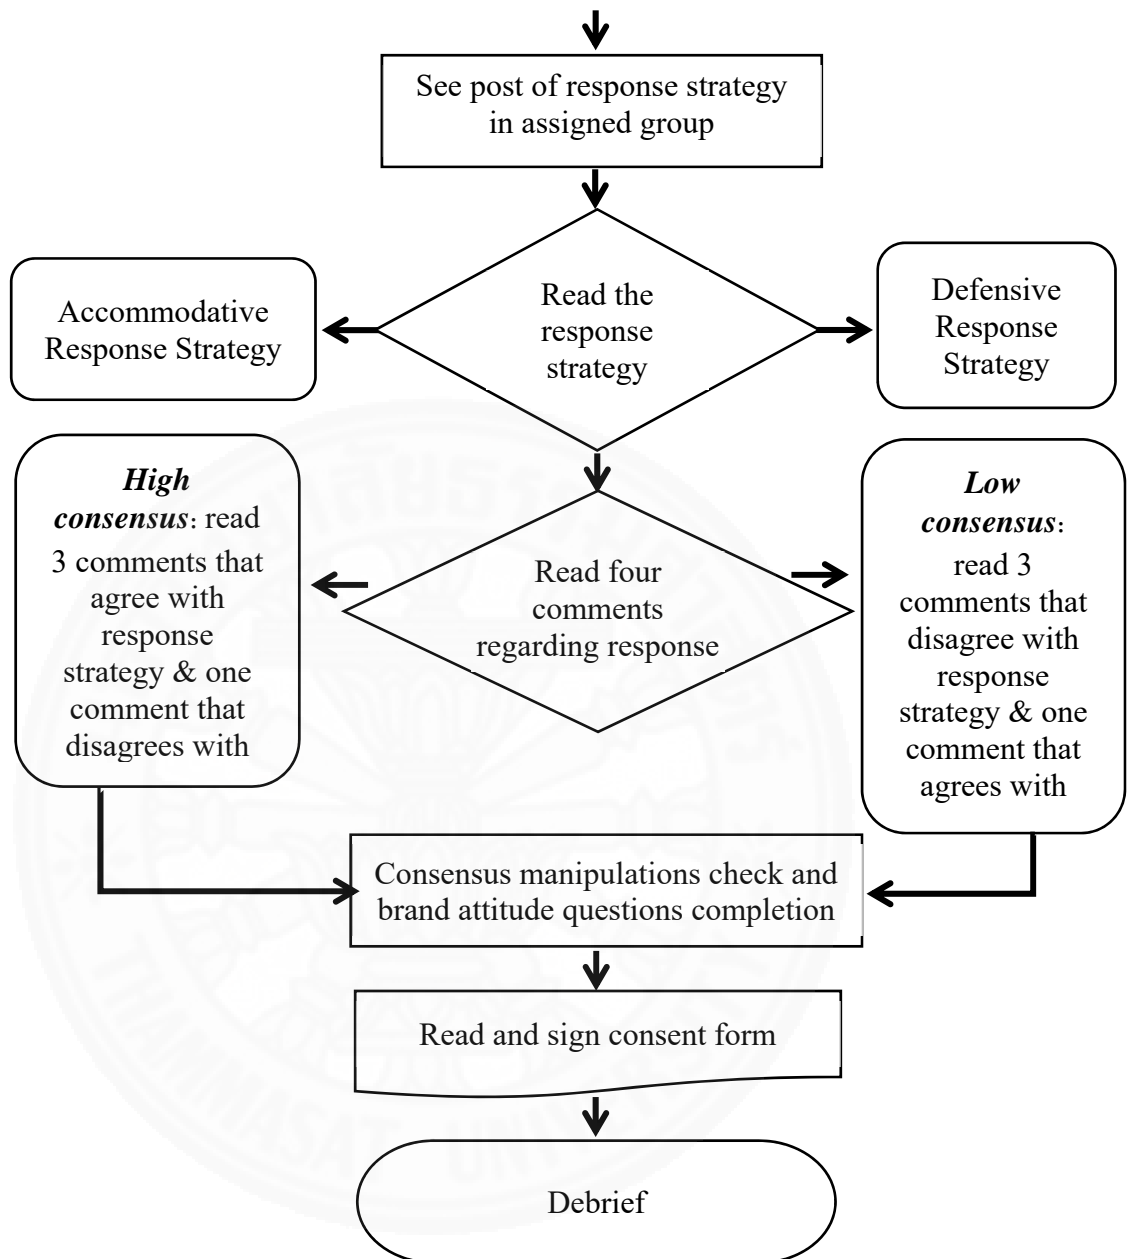 See post of response strategy
in assigned group
Read the
response
strategy
Accommodative
Response Strategy
Defensive
Response
Strategy
High
consensus: read
3 comments that
agree with
response
strategy & one
comment that
disagrees with
Read four
comments
regarding response
Low
consensus:
read 3
comments that
disagree with
response
strategy & one
comment that
agrees with
Consensus manipulations check and
brand attitude questions completion
Read and sign consent form
Debrief
THAMMASAT UNIVERSITY